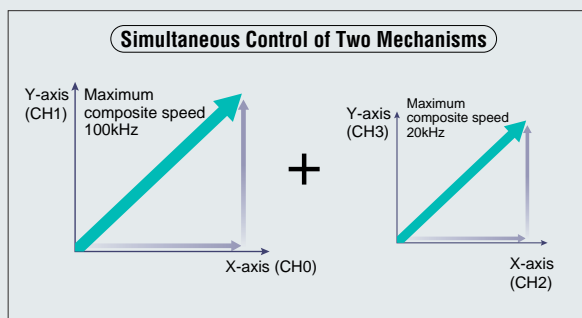 Simultaneous Control of Two Mechanisms
Y-axis
(CH1)
Maximum
composite speed
100kHz
X-axis (CH0)
+
Y-axis
(CH3)
Maximum
composite speed
20kHz
X-axis
(CH2)